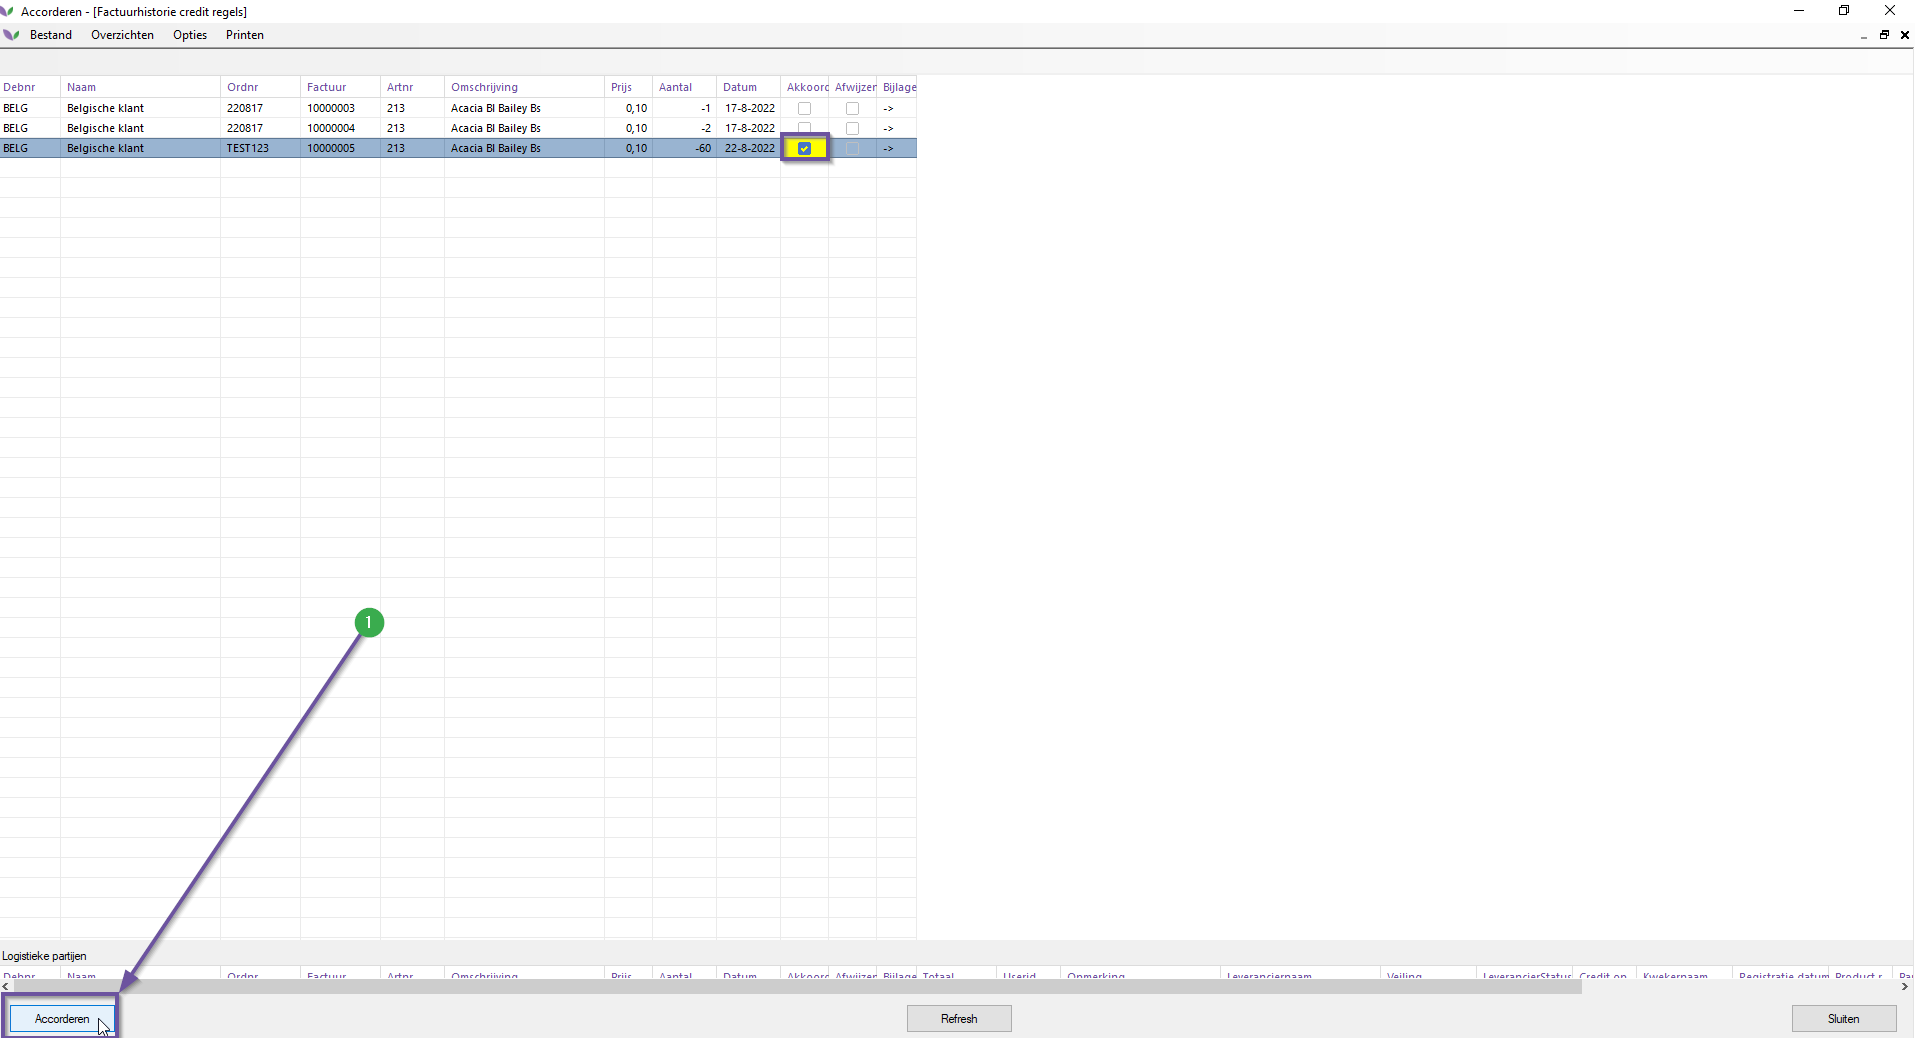 Accorderen - [Factuurhistorie credit regels]
Bestand Overzichten Opties Printen
Debnr Naam Ordnr Factuur Artnr Omschrijving Prijs Aantal Datum Akkoord Afwijzen Bijlage
BELG Belgische klant 220817 10000003 213 Acacia Bl Bailey Bs 0,10 -1 17-8-2022 ->
BELG Belgische klant 220817 10000004 213 Acacia Bl Bailey Bs 0,10 -2 17-8-2022 ->
BELG Belgische klant TEST123 10000005 213 Acacia Bl Bailey Bs 0,10 -60 22-8-2022 ->
1
Logistieke partijen
Debnr Naam Ordnr Factuur Artnr Omschrijving Prijs Aantal Datum Akkoord Afwijzen Bijlage Totaal Userid Opmerking Leveranciernaam Veiling LeverancierStatus Credit op Kwekernaam Registratie datum Product r Pa
Accorderen Refresh Sluiten